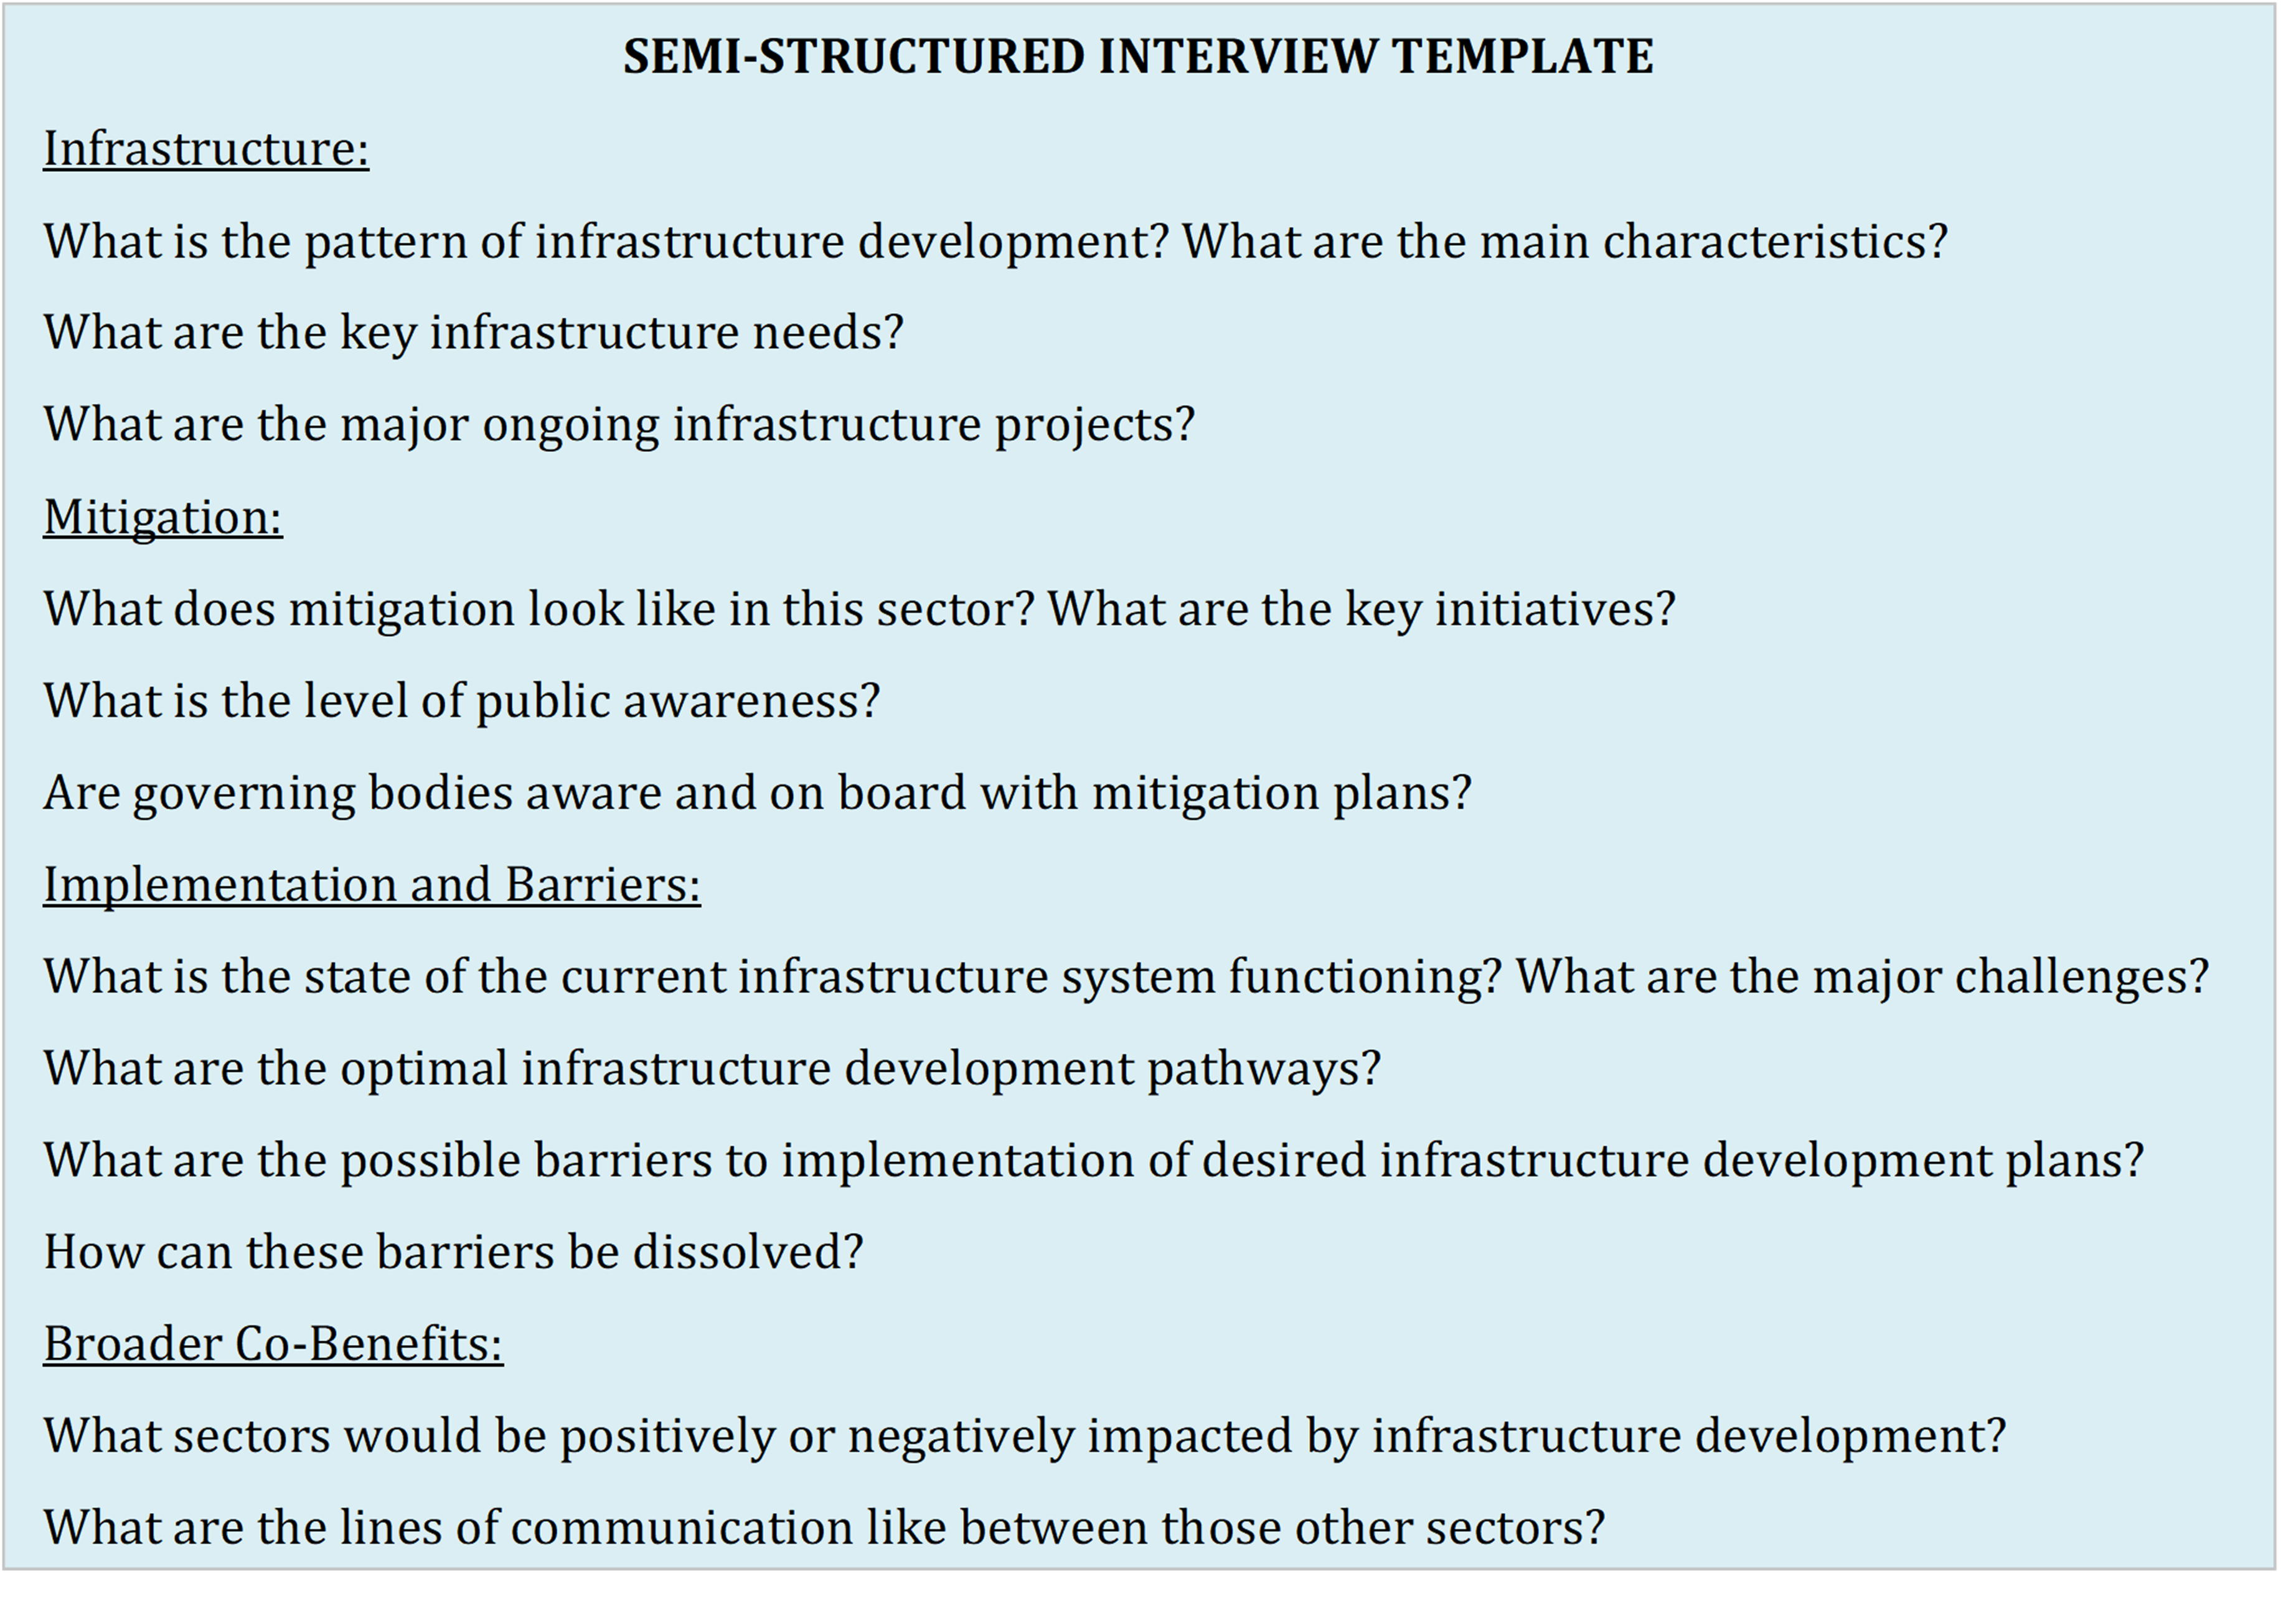 SEMI-STRUCTURED INTERVIEW TEMPLATE
Infrastructure:
What is the pattern of infrastructure development? What are the main characteristics?
What are the key infrastructure needs?
What are the major ongoing infrastructure projects?
Mitigation:
What does mitigation look like in this sector? What are the key initiatives?
What is the level of public awareness?
Are governing bodies aware and on board with mitigation plans?
Implementation and Barriers:
What is the state of the current infrastructure system functioning? What are the major challenges?
What are the optimal infrastructure development pathways?
What are the possible barriers to implementation of desired infrastructure development plans?
How can these barriers be dissolved?
Broader Co-Benefits:
What sectors would be positively or negatively impacted by infrastructure development?
What are the lines of communication like between those other sectors?